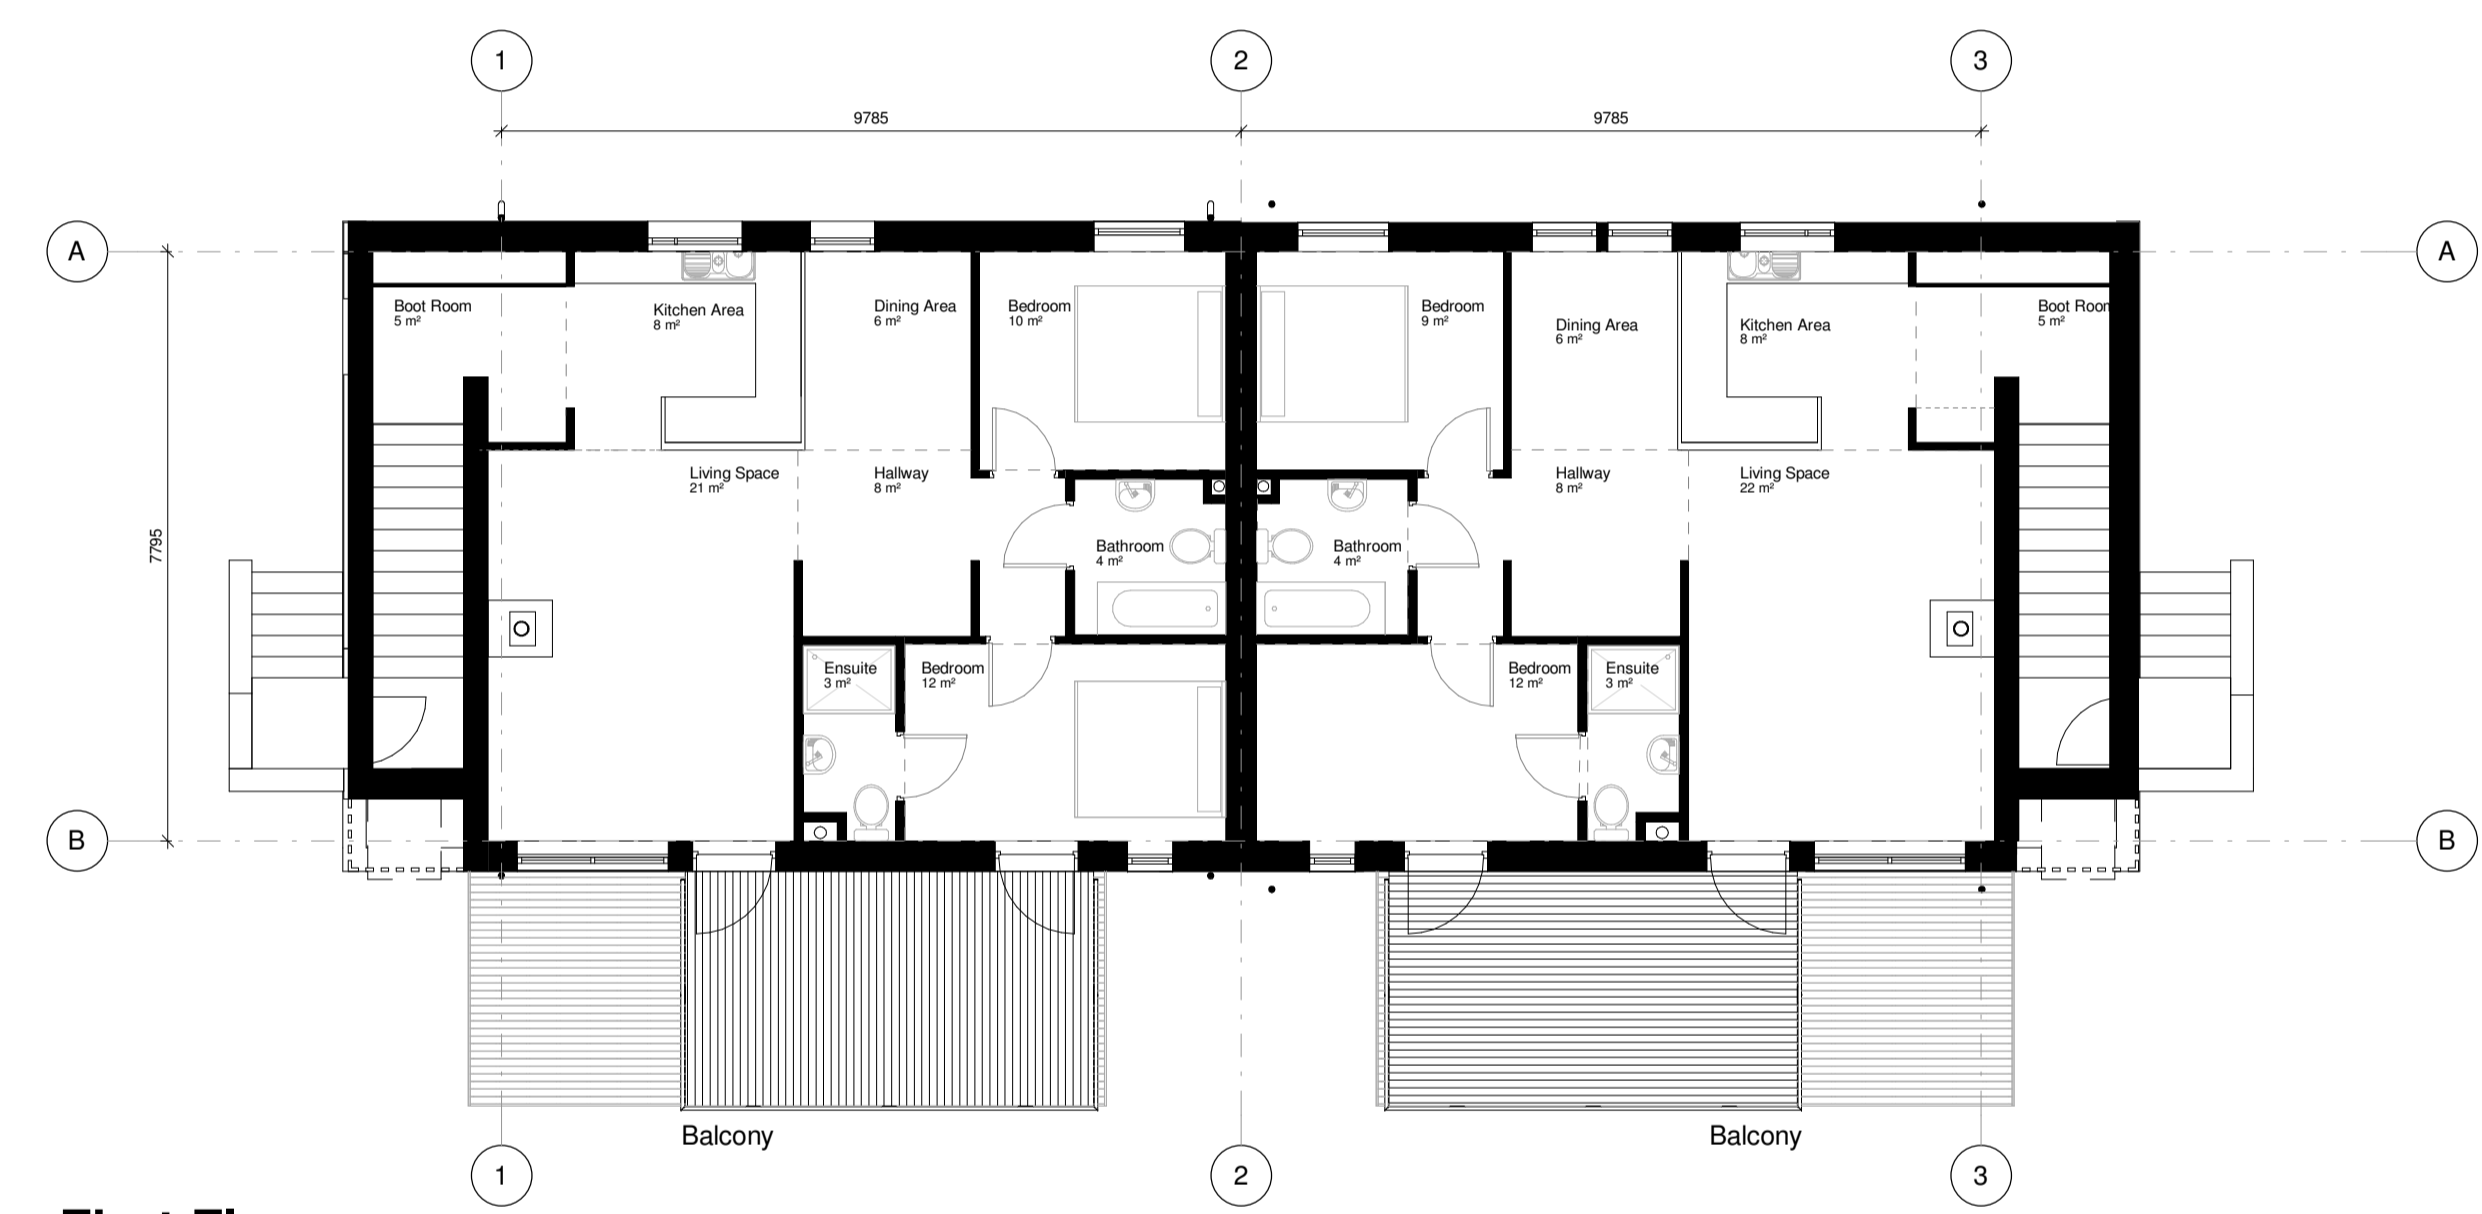 1 2 3
9785 9785
A A
Boot Room
5 m²
Kitchen Area
8 m²
Dining Area
6 m²
Bedroom
10 m²
Bedroom
9 m²
Dining Area
6 m²
Kitchen Area
8 m²
Boot Room
5 m²
Living Space
21 m²
Hallway
8 m²
Hallway
8 m²
Living Space
22 m²
7795
Bathroom
4 m²
Bathroom
4 m²
Ensuite
3 m²
Bedroom
12 m²
Bedroom
12 m²
Ensuite
3 m²
B B
Balcony Balcony
1 2 3